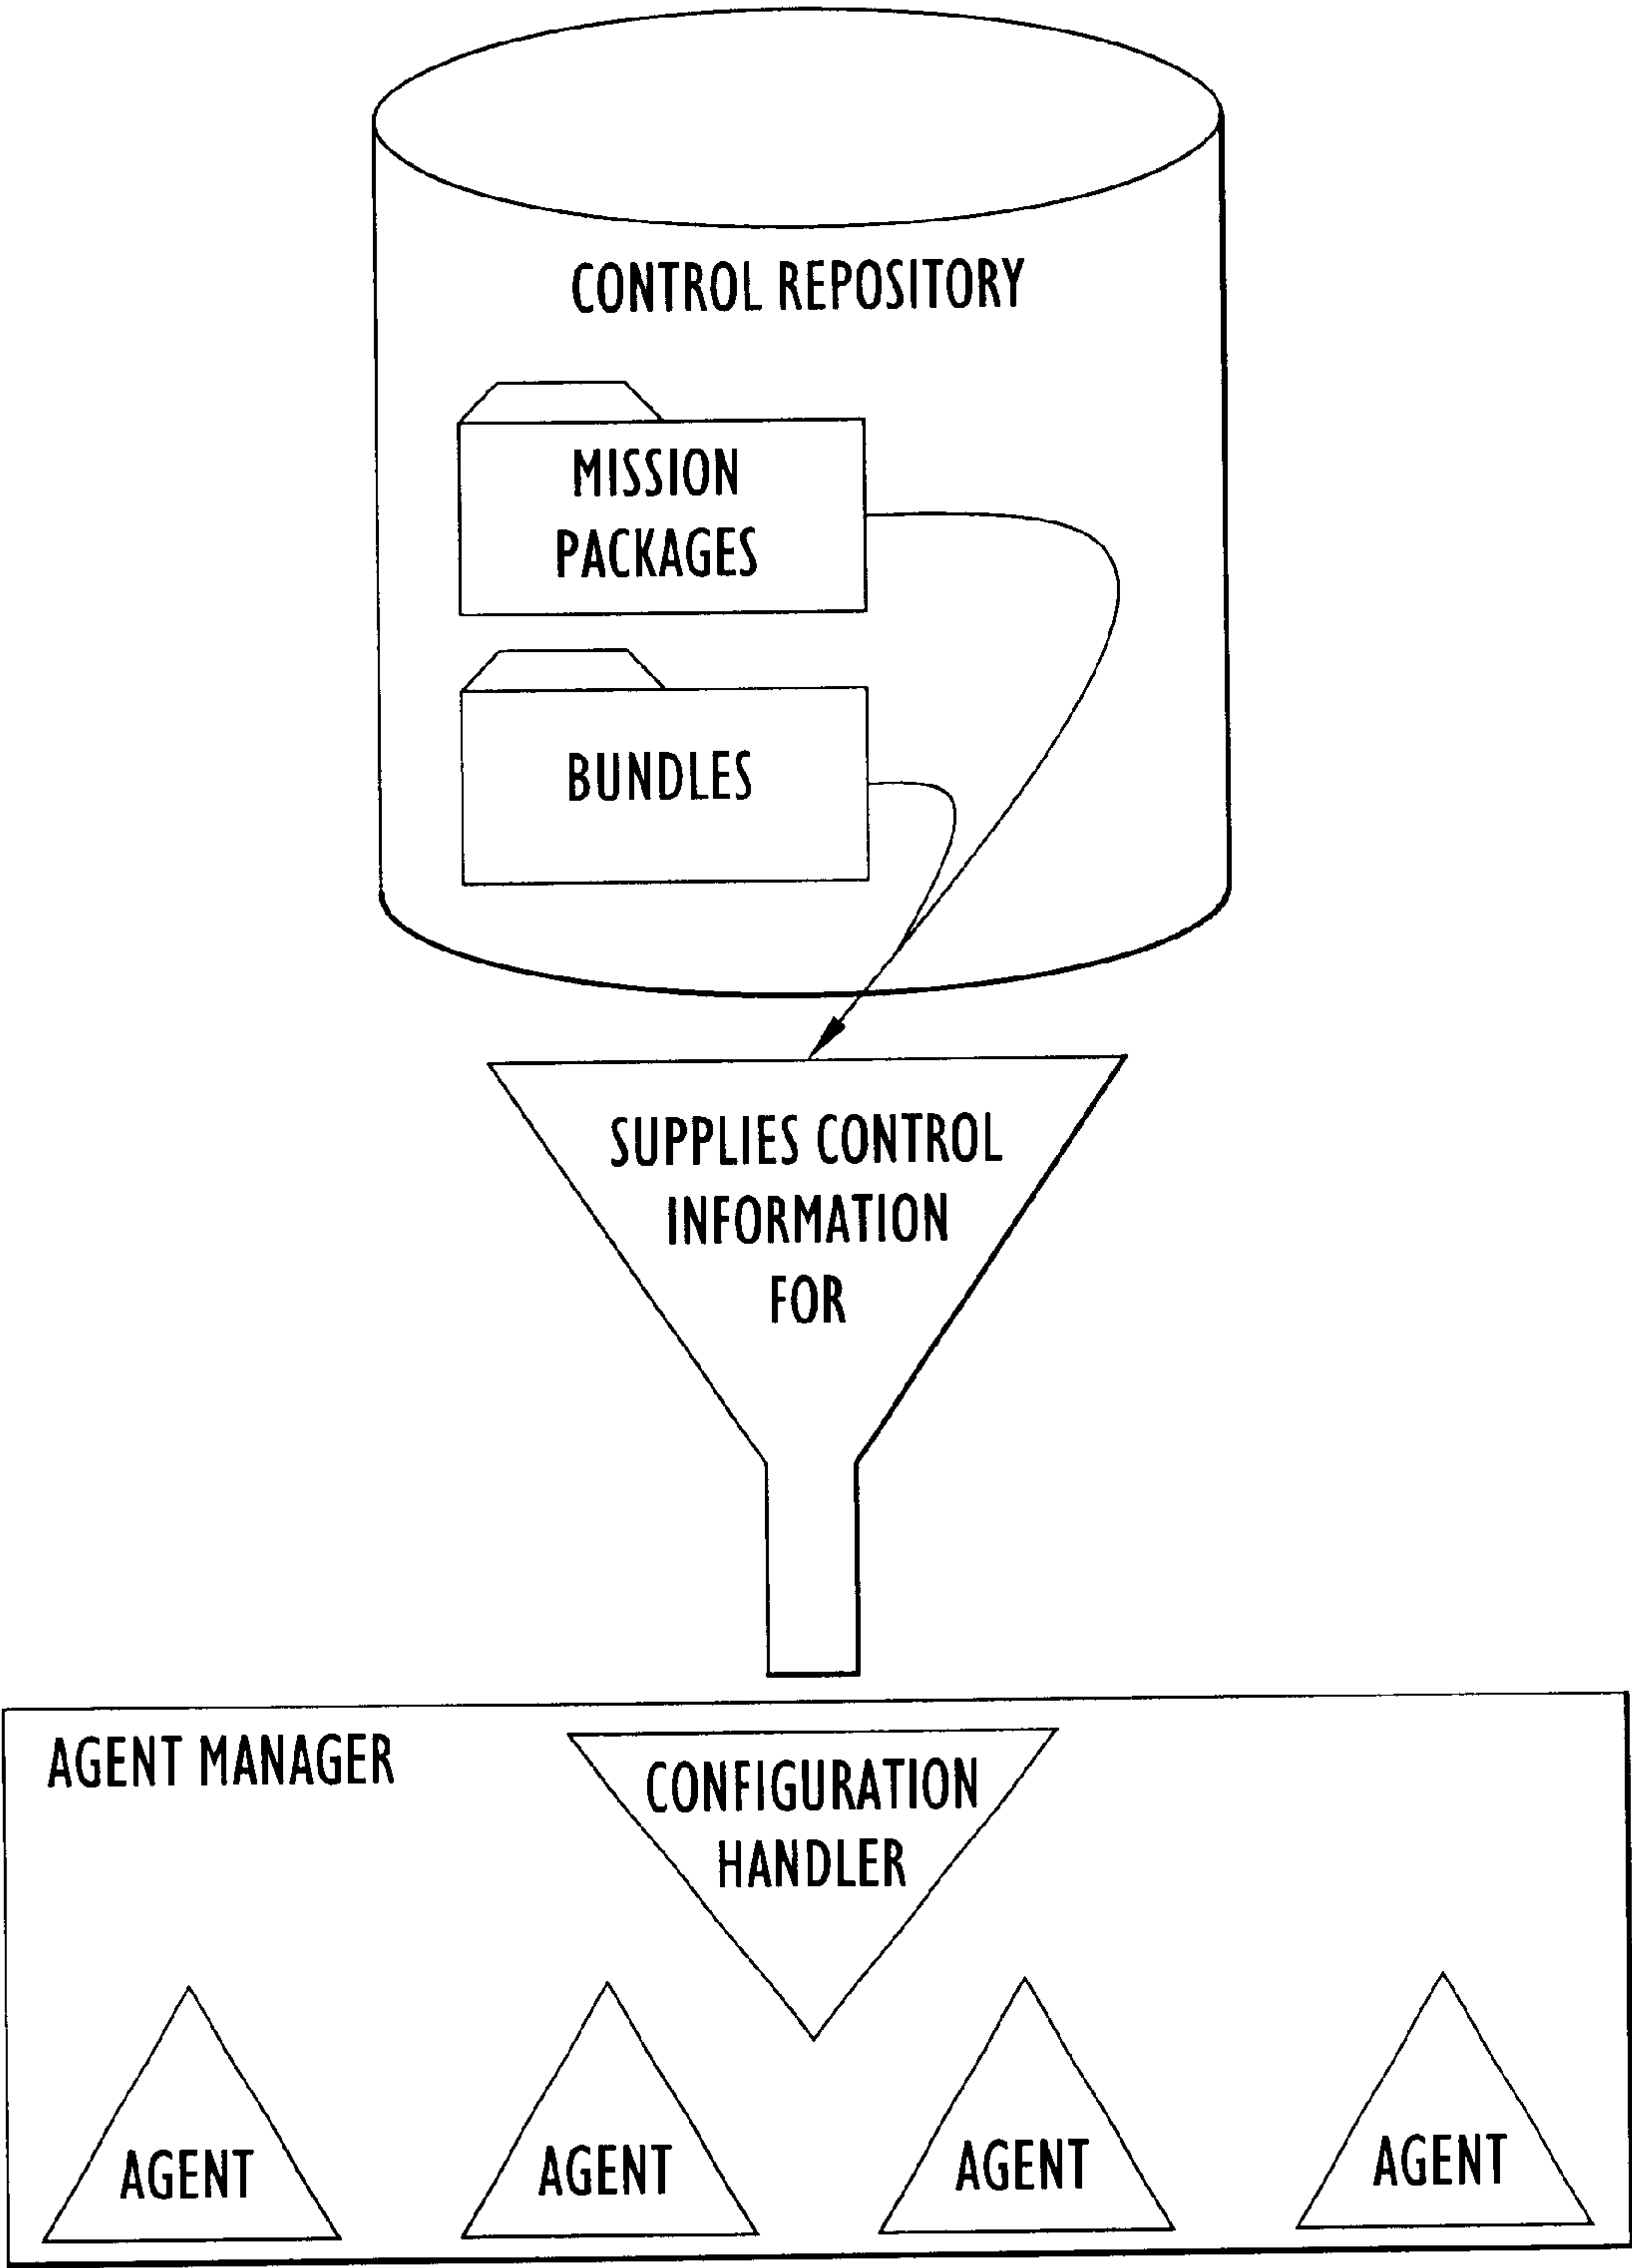 CONTROL REPOSITORY
MISSION
PACKAGES
BUNDLES
SUPPLIES CONTROL
INFORMATION
FOR
AGENT MANAGER
CONFIGURATION
HANDLER
AGENT
AGENT
AGENT
AGENT